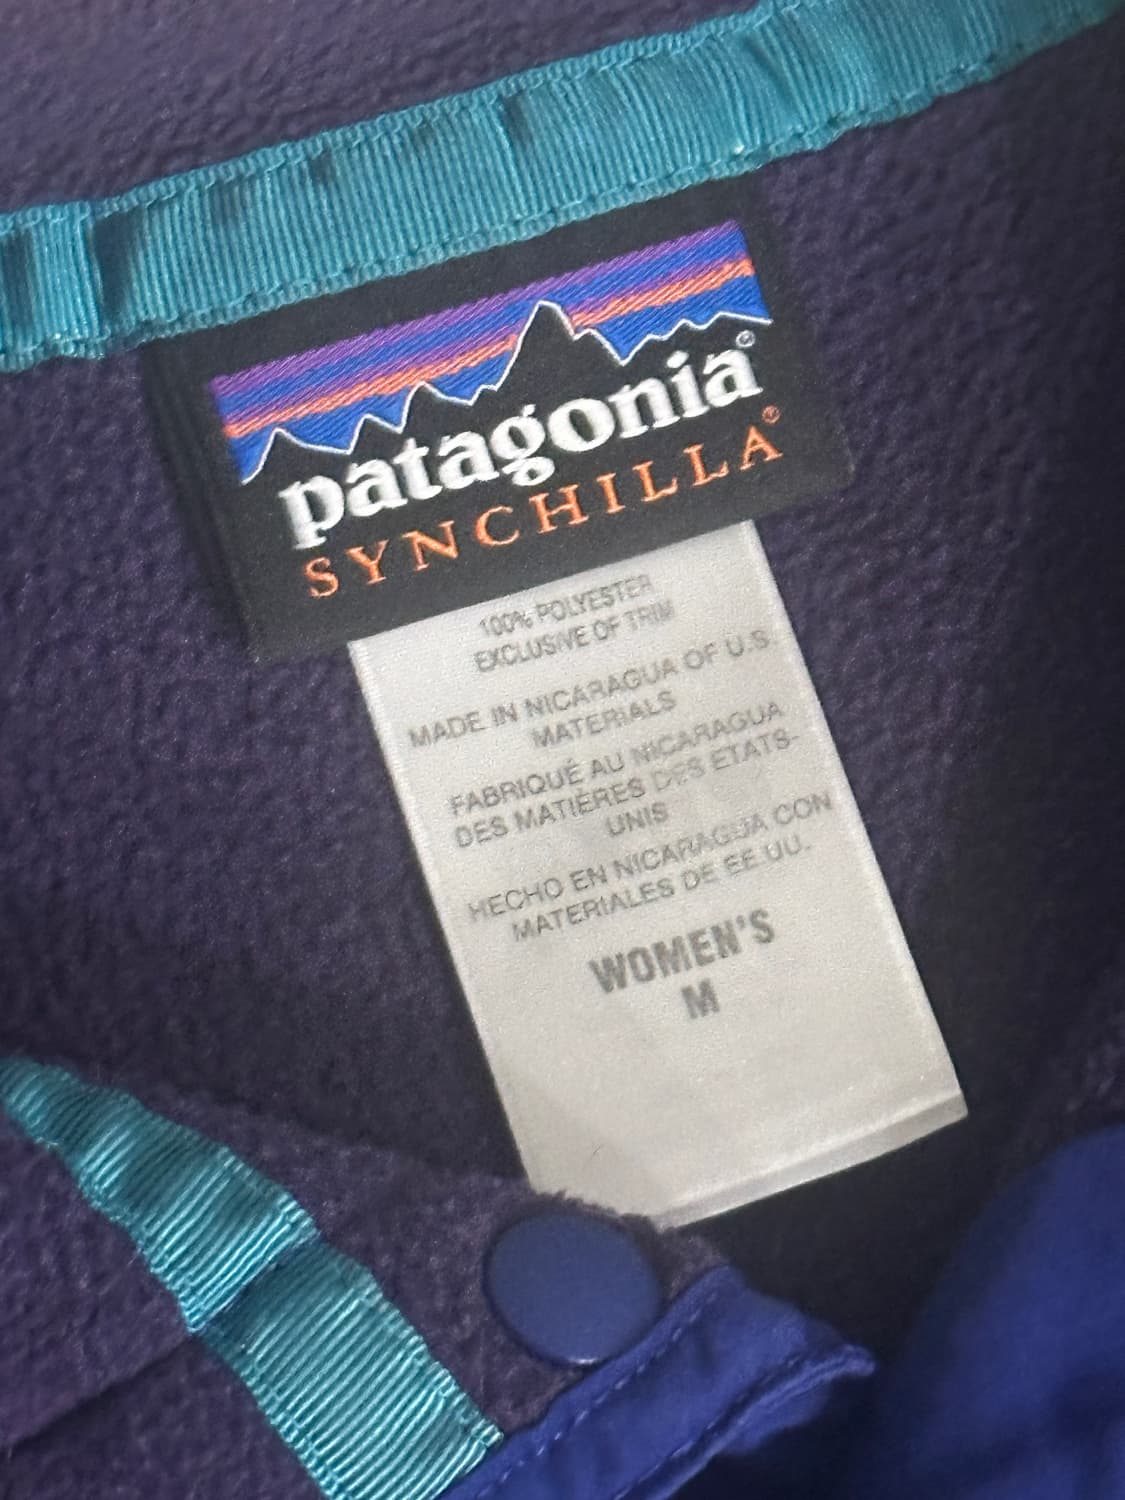 patagonia®
SYNCHILLA®
100% POLYESTER
EXCLUSIVE OF TRIM
MADE IN NICARAGUA OF U.S.
MATERIALS
FABRIQUÉ AU NICARAGUA
DES MATIÈRES DES ETATS-
UNIS
HECHO EN NICARAGUA CON
MATERIALES DE EE.UU.
WOMEN'S
M